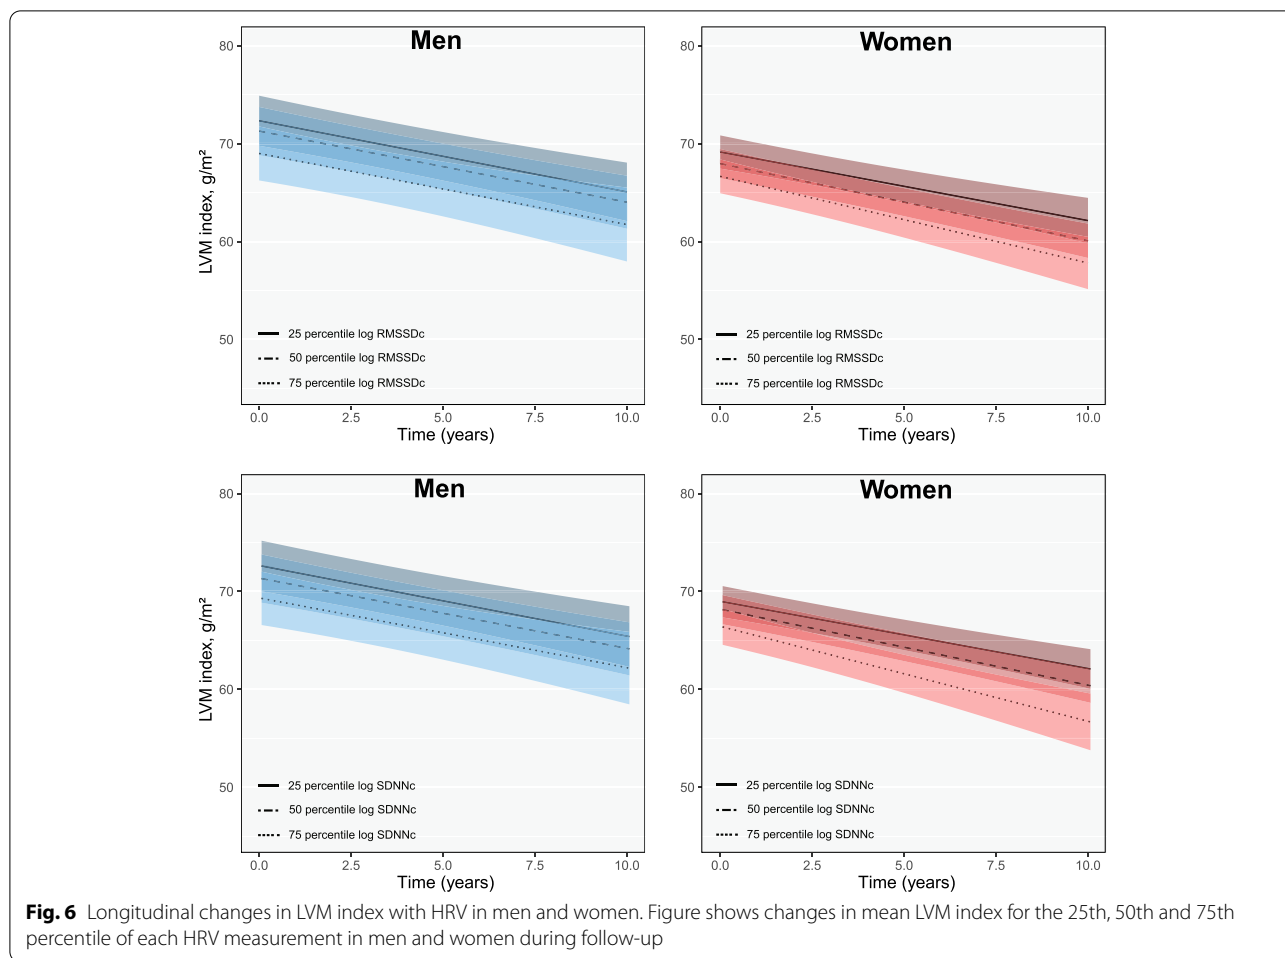 Men
80
70
60
50
LVM index, g/m²
25 percentile log RMSSDc
50 percentile log RMSSDc
75 percentile log RMSSDc
0.0 2.5 5.0 7.5 10.0
Time (years)
Women
80
70
60
50
25 percentile log RMSSDc
50 percentile log RMSSDc
75 percentile log RMSSDc
0.0 2.5 5.0 7.5 10.0
Time (years)
Men
80
70
60
50
LVM index, g/m²
25 percentile log SDNNc
50 percentile log SDNNc
75 percentile log SDNNc
0.0 2.5 5.0 7.5 10.0
Time (years)
Women
80
70
60
50
25 percentile log SDNNc
50 percentile log SDNNc
75 percentile log SDNNc
0.0 2.5 5.0 7.5 10.0
Time (years)
Fig. 6 Longitudinal changes in LVM index with HRV in men and women. Figure shows changes in mean LVM index for the 25th, 50th and 75th
percentile of each HRV measurement in men and women during follow-up